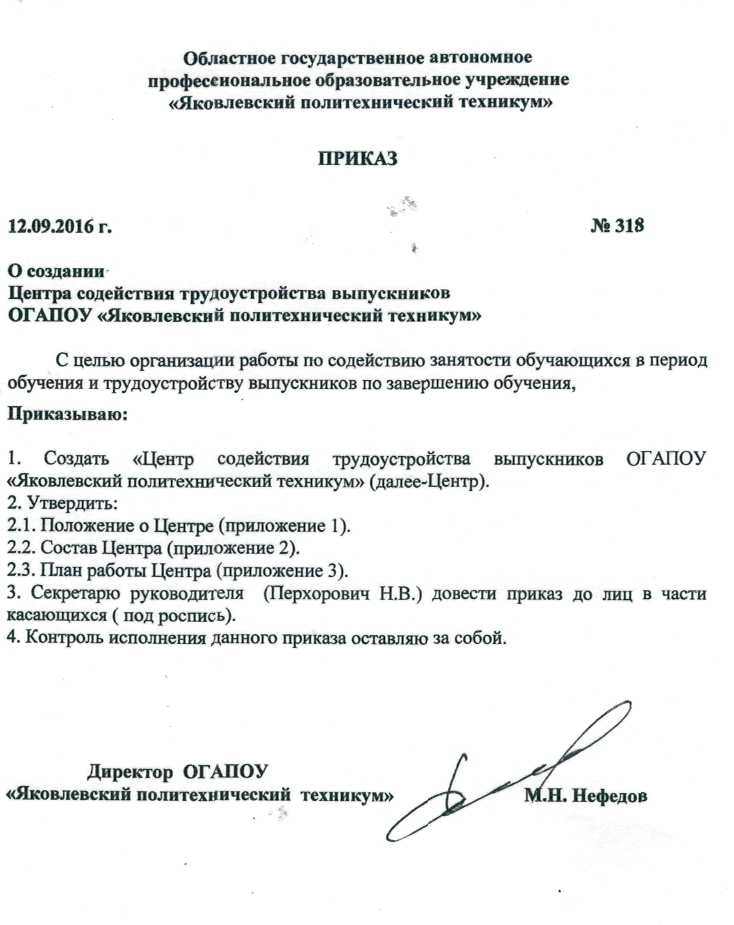 Областное государственное автономное
профессиональное образовательное учреждение
«Яковлевский политехнический техникум»
ПРИКАЗ
12.09.2016 г. № 318
О создании
Центра содействия трудоустройства выпускников
ОГАПОУ «Яковлевский политехнический техникум»
С целью организации работы по содействию занятости обучающихся в период
обучения и трудоустройству выпускников по завершению обучения,
Приказываю:
1. Создать «Центр содействия трудоустройства выпускников ОГАПОУ
«Яковлевский политехнический техникум» (далее-Центр).
2. Утвердить:
2.1. Положение о Центре (приложение 1).
2.2. Состав Центра (приложение 2).
2.3. План работы Центра (приложение 3).
3. Секретарю руководителя (Перхорович Н.В.) довести приказ до лиц в части
касающихся ( под роспись).
4. Контроль исполнения данного приказа оставляю за собой.
Директор ОГАПОУ
«Яковлевский политехнический техникум» М.Н. Нефедов